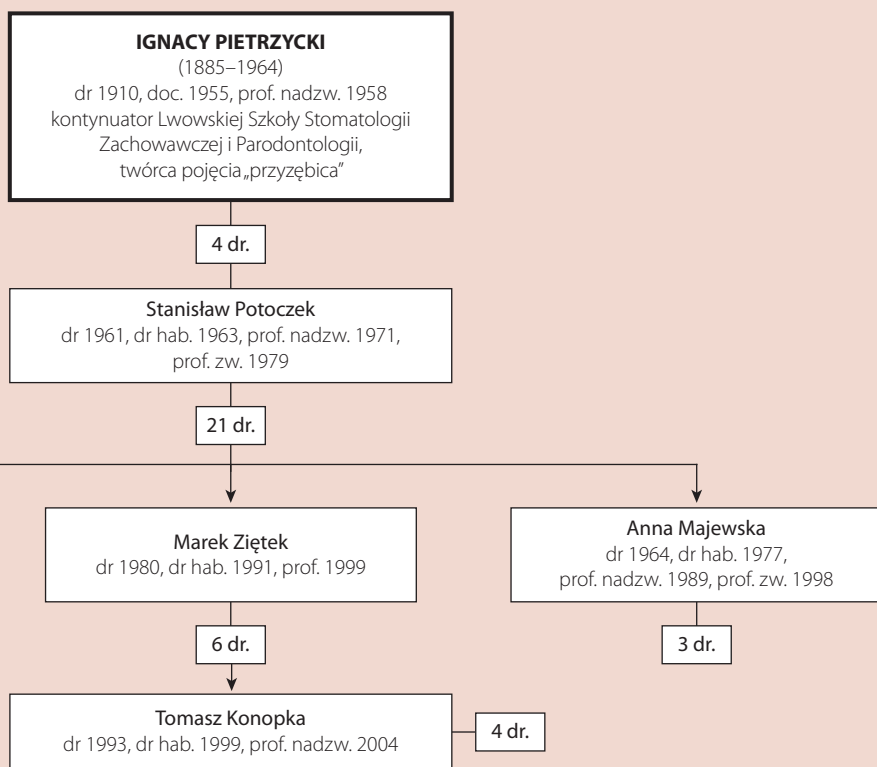 IGNACY PIETRZYCKI
(1885–1964)
dr 1910, doc. 1955, prof. nadzw. 1958
kontynuator Lwowskiej Szkoły Stomatologii
Zachowawczej i Parodontologii,
twórca pojęcia „przyzębica”
4 dr.
Stanisław Potoczek
dr 1961, dr hab. 1963, prof. nadzw. 1971,
prof. zw. 1979
21 dr.
Marek Ziętek
dr 1980, dr hab. 1991, prof. 1999
Anna Majewska
dr 1964, dr hab. 1977,
prof. nadzw. 1989, prof. zw. 1998
6 dr.
3 dr.
Tomasz Konopka
dr 1993, dr hab. 1999, prof. nadzw. 2004
4 dr.